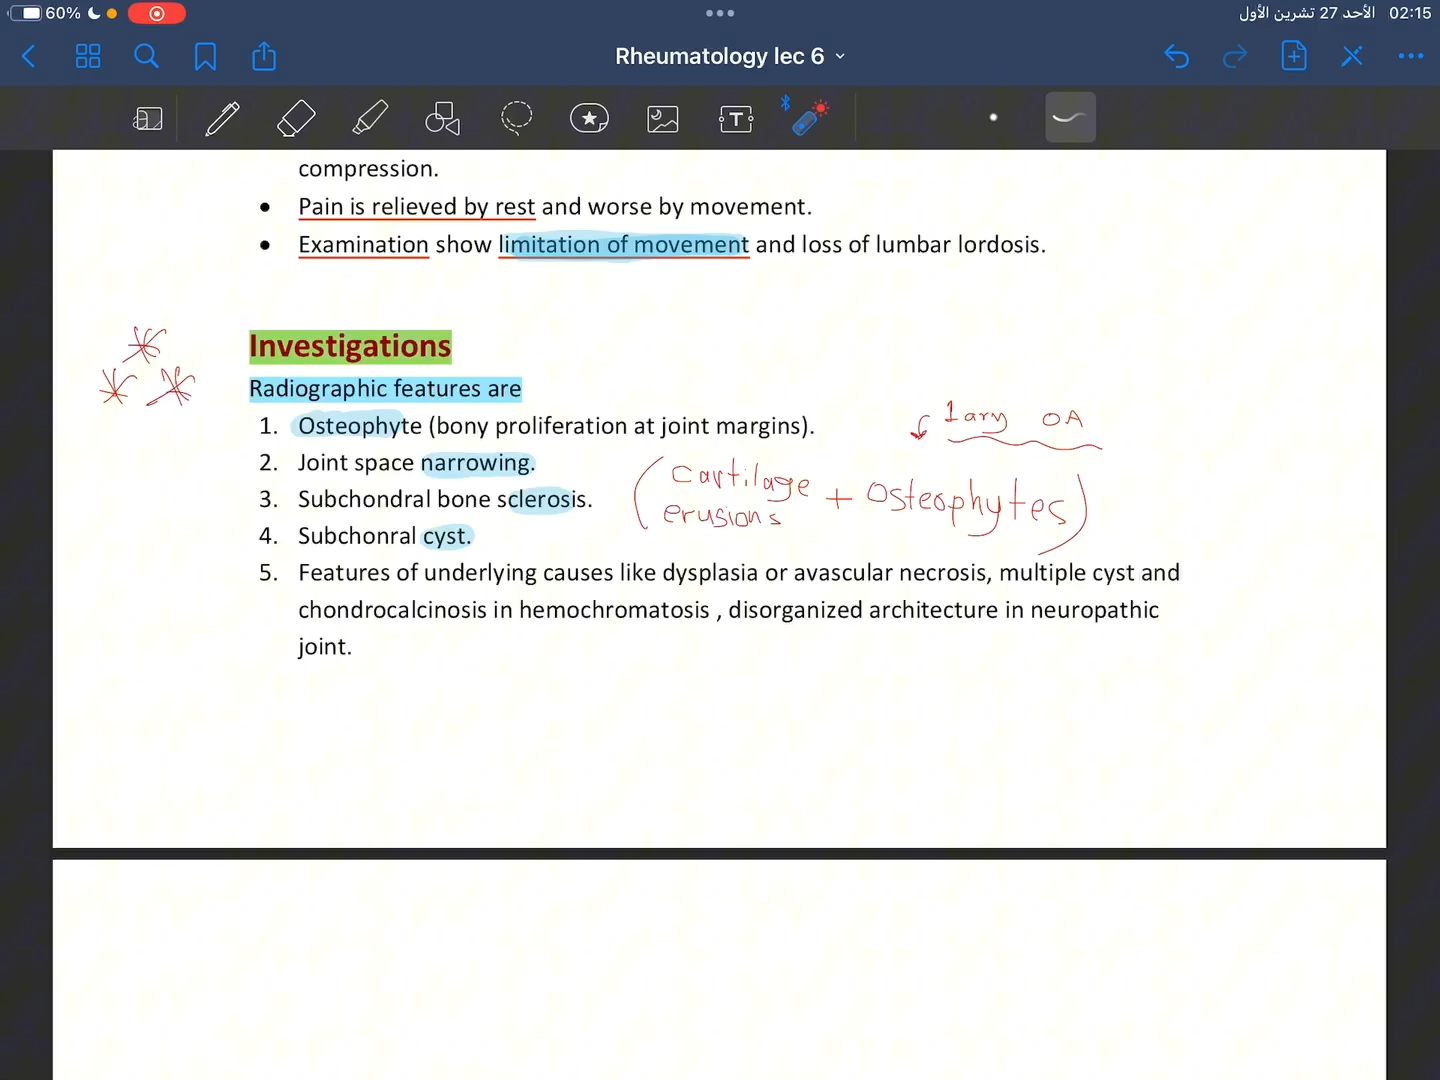 60%
الأحد 27 تشرين الأول 02:15
Rheumatology lec 6
T
compression.
• Pain is relieved by rest and worse by movement.
• Examination show limitation of movement and loss of lumbar lordosis.
Investigations
Radiographic features are
1. Osteophyte (bony proliferation at joint margins).
1ary OA
2. Joint space narrowing.
(cartilage erusions + Osteophytes)
3. Subchondral bone sclerosis.
4. Subchonral cyst.
5. Features of underlying causes like dysplasia or avascular necrosis, multiple cyst and
chondrocalcinosis in hemochromatosis , disorganized architecture in neuropathic
joint.